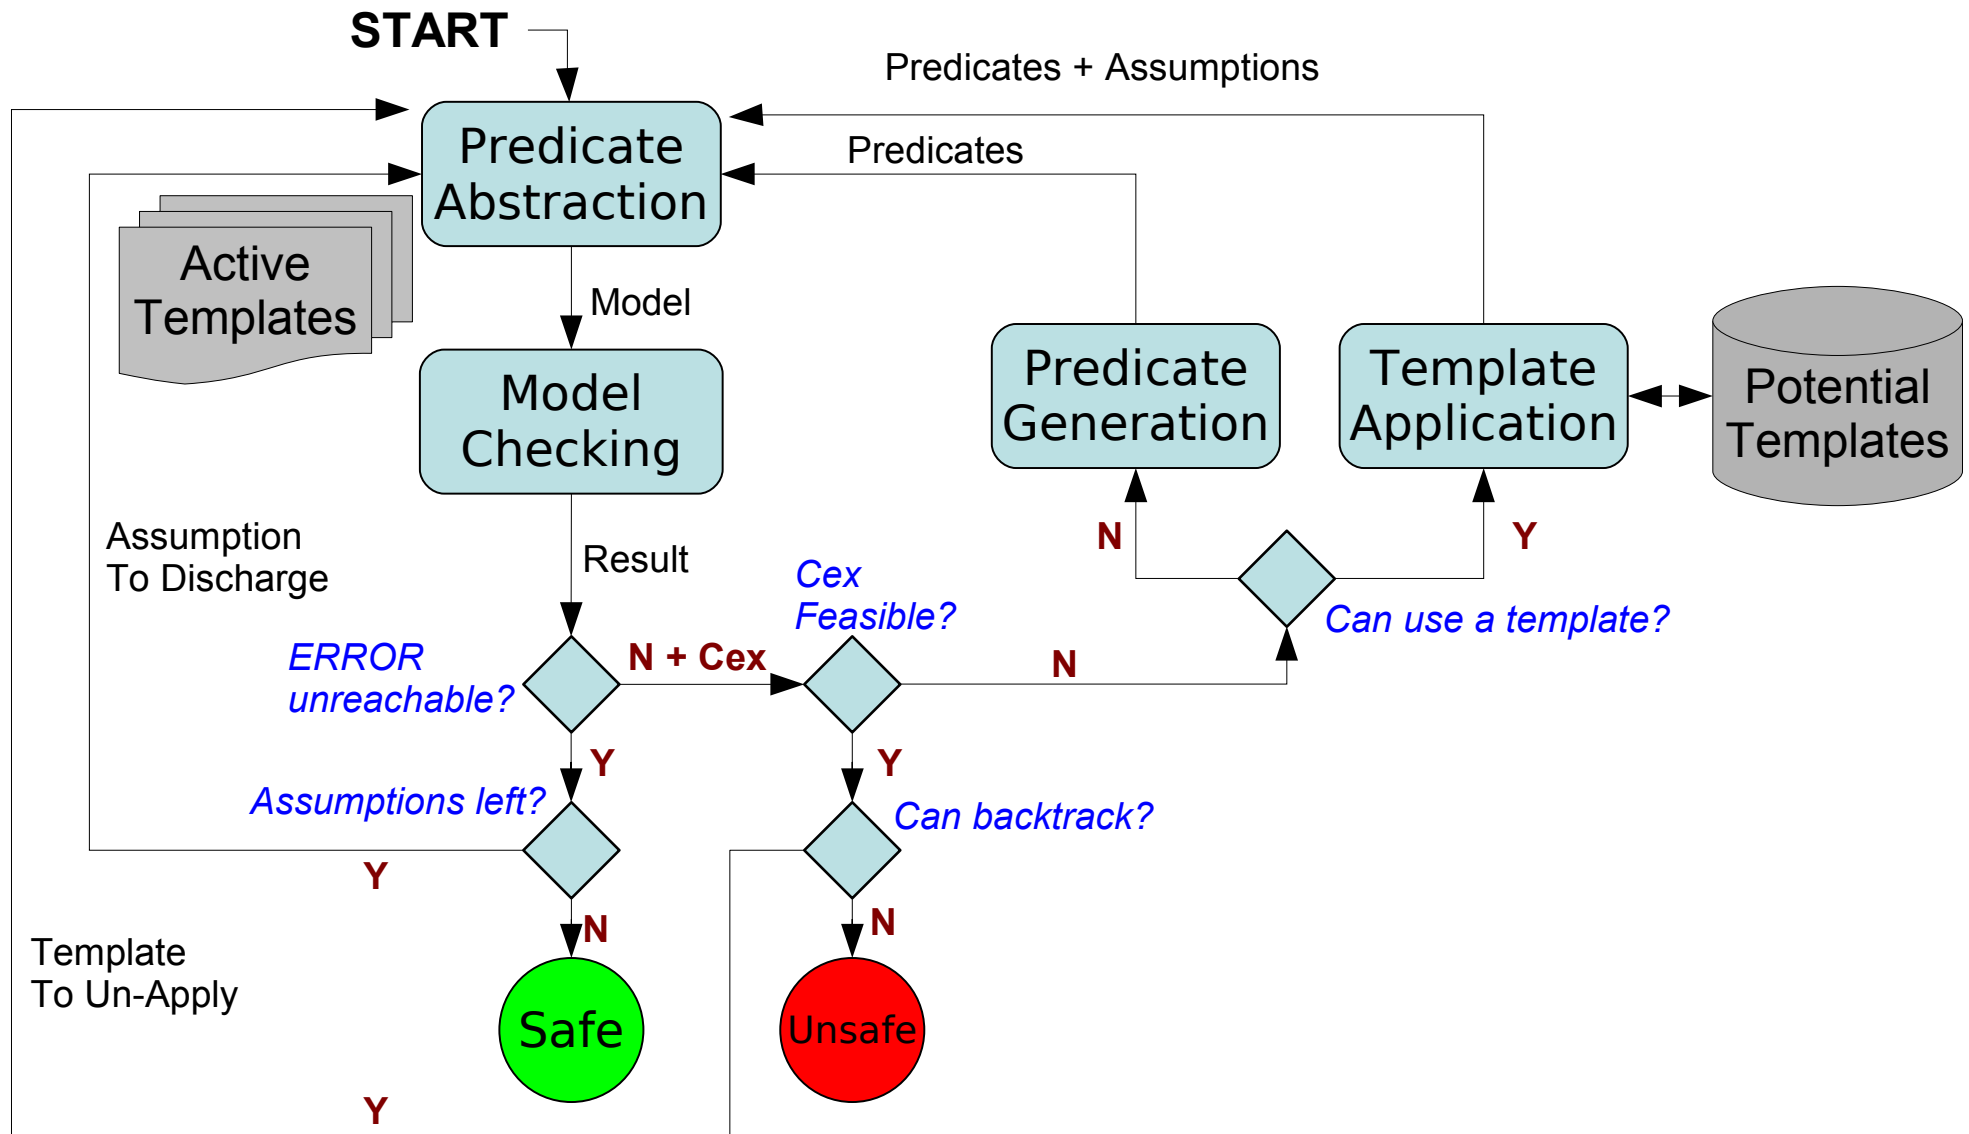 START
Predicates + Assumptions
Predicate
Abstraction
Predicates
Active
Templates
Model
Model
Checking
Predicate
Generation
Template
Application
Potential
Templates
Assumption
To Discharge
Result
N
Y
Cex
Feasible?
Can use a template?
ERROR
unreachable?
N + Cex
N
Y
Y
Assumptions left?
Can backtrack?
Y
N
N
Template
To Un-Apply
Safe
Unsafe
Y